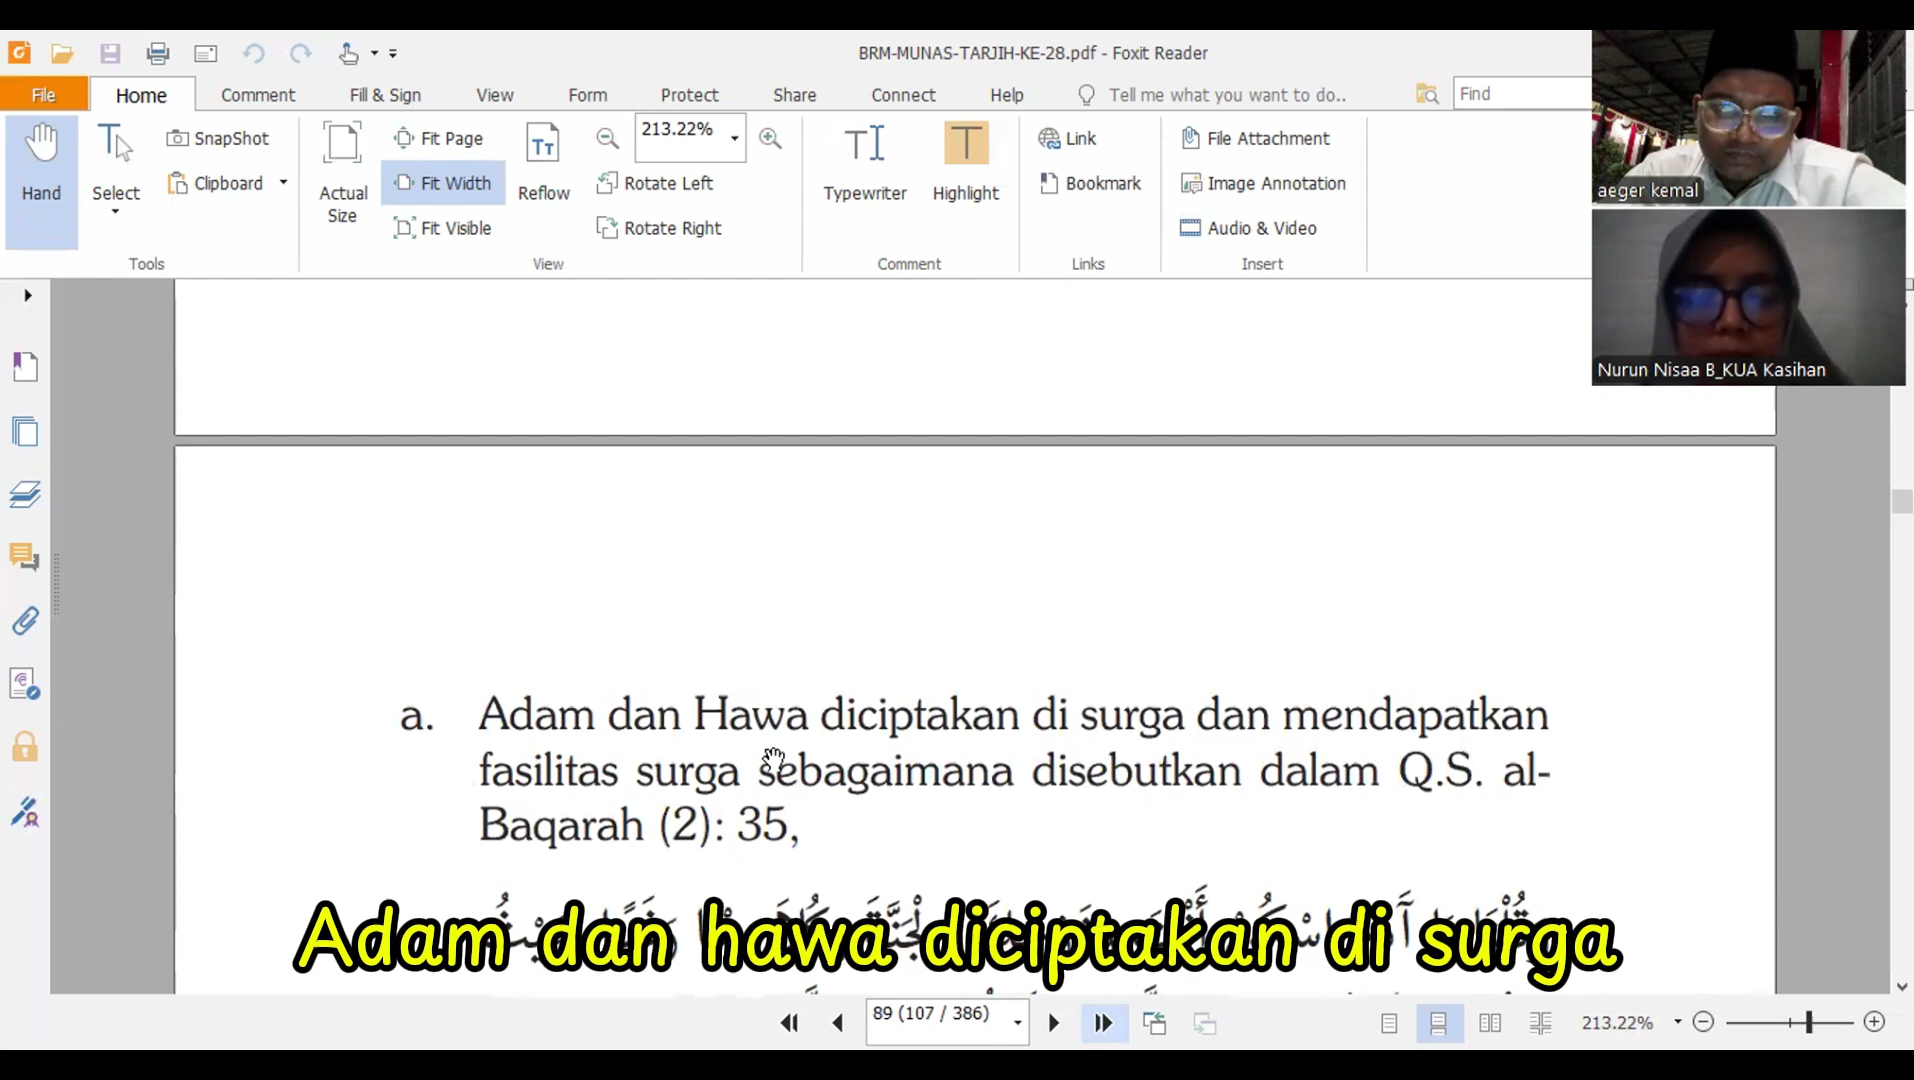 BRM-MUNAS-TARJIH-KE-28.pdf - Foxit Reader
File Home Comment Fill & Sign View Form Protect Share Connect Help Tell me what you want to do.. Find
Hand
Select
SnapShot
Clipboard
Tools
Actual Size
Fit Page
Fit Width
Fit Visible
Reflow
213.22%
Rotate Left
Rotate Right
View
Typewriter
Highlight
Comment
Link
Bookmark
Links
File Attachment
Image Annotation
Audio & Video
Insert
aeger kemal
Nurun Nisaa B_KUA Kasihan
a. Adam dan Hawa diciptakan di surga dan mendapatkan
fasilitas surga sebagaimana disebutkan dalam Q.S. al-
Baqarah (2): 35,
Adam dan hawa diciptakan di surga
89 (107 / 386)
213.22%